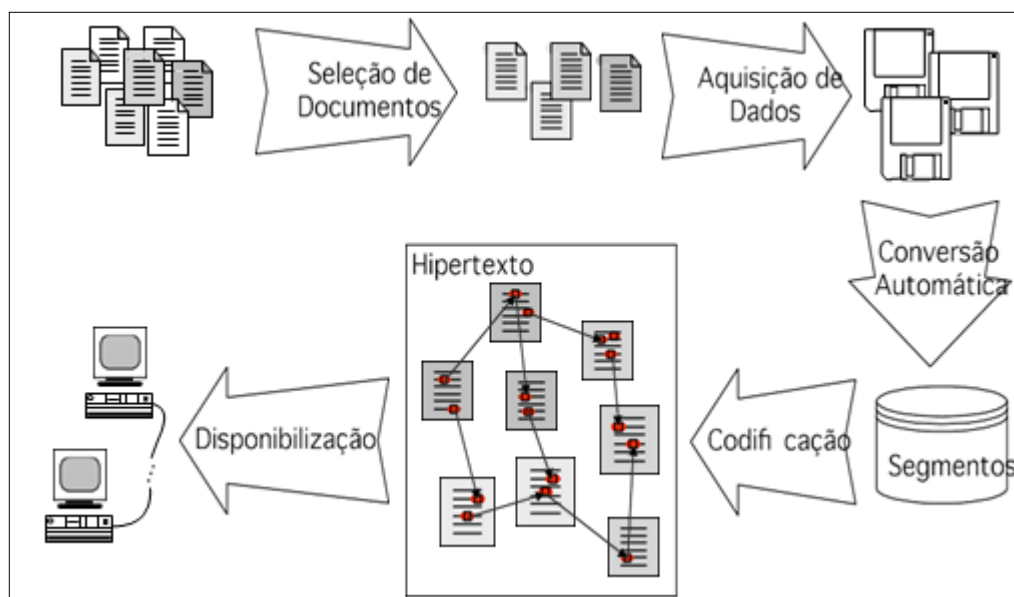 Seleção de
Documentos
Aquisição de
Dados
Conversão
Automática
Segmentos
Codifi cação
Hipertexto
Disponibilização